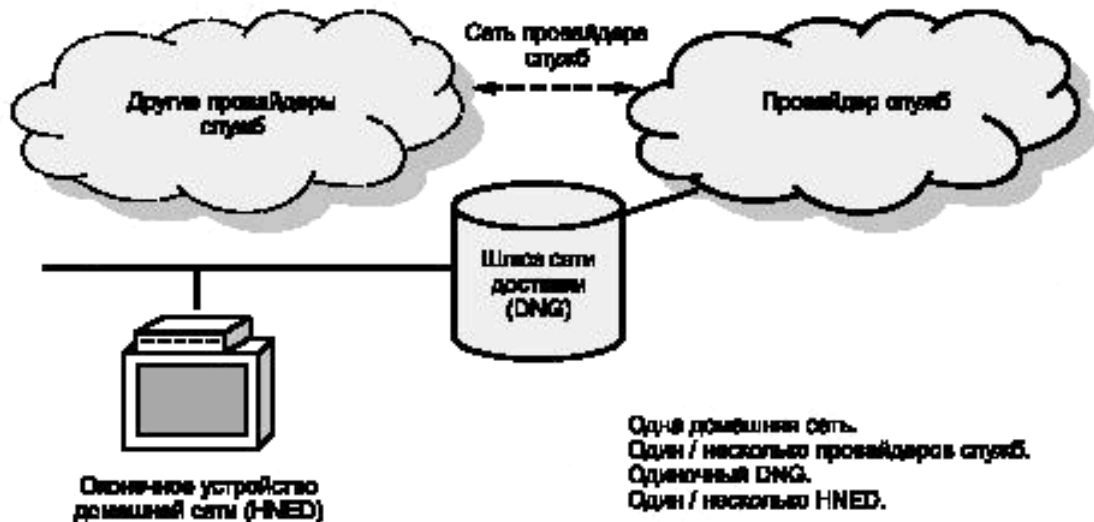 Сеть провайдера
служб
Другие провайдеры
служб
Провайдер служб
Шлюз сети
доставки
(DNG)
Оконечное устройство
домашней сети (HNED)
Одна домашняя сеть.
Один / несколько провайдеров служб.
Одиночный DNG.
Один / несколько HNED.